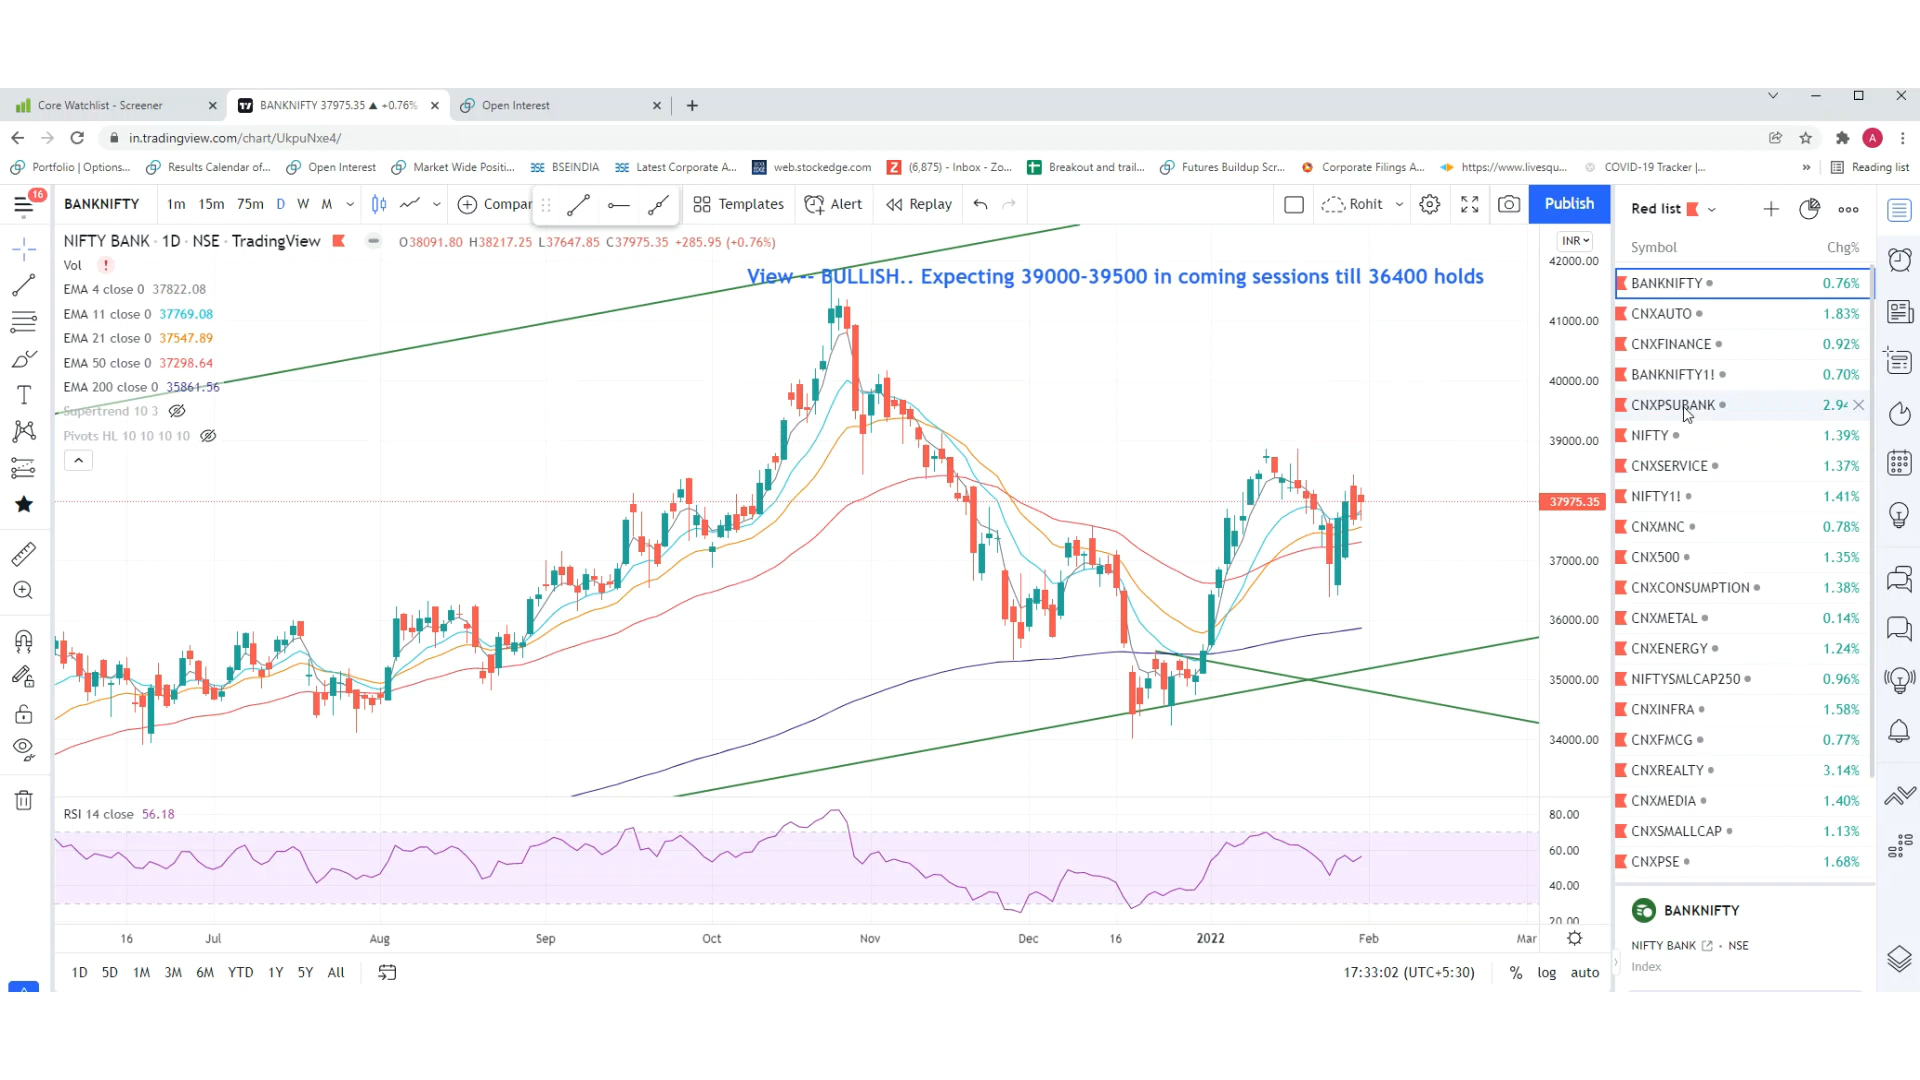 Core Watchlist - Screener
BANKNIFTY 37975.35 ▲ +0.76%
Open Interest
in.tradingview.com/chart/UkpuNxe4/
A
Portfolio | Options...
Results Calendar of...
Open Interest
Market Wide Positi...
BSEINDIA
Latest Corporate A...
web.stockedge.com
(6,875) - Inbox - Zo...
Breakout and trail...
Futures Buildup Scr...
Corporate Filings A...
https://www.livesqu...
COVID-19 Tracker |...
»
Reading list
16
BANKNIFTY
1m 15m 75m D W M
Compar
Templates
Alert
Replay
Rohit
Publish
Red list
NIFTY BANK · 1D · NSE · TradingView
O38091.80 H38217.25 L37647.85 C37975.35 +285.95 (+0.76%)
INR
Symbol Chg%
Vol !
EMA 4 close 0 37822.08
EMA 11 close 0 37769.08
EMA 21 close 0 37547.89
EMA 50 close 0 37298.64
EMA 200 close 0 35861.56
Supertrend 10 3
Pivots HL 10 10 10 10
View -- BULLISH.. Expecting 39000-39500 in coming sessions till 36400 holds
42000.00
41000.00
40000.00
39000.00
37975.35
37000.00
36000.00
35000.00
34000.00
RSI 14 close 56.18
80.00
60.00
40.00
20.00
16 Jul Aug Sep Oct Nov Dec 16 2022 Feb Mar
1D 5D 1M 3M 6M YTD 1Y 5Y All
17:33:02 (UTC+5:30) % log auto
BANKNIFTY 0.76%
CNXAUTO 1.83%
CNXFINANCE 0.92%
BANKNIFTY1! 0.70%
CNXPSUBANK 2.94
NIFTY 1.39%
CNXSERVICE 1.37%
NIFTY1! 1.41%
CNXMNC 0.78%
CNX500 1.35%
CNXCONSUMPTION 1.38%
CNXMETAL 0.14%
CNXENERGY 1.24%
NIFTYSMLCAP250 0.96%
CNXINFRA 1.58%
CNXFMCG 0.77%
CNXREALTY 3.14%
CNXMEDIA 1.40%
CNXSMALLCAP 1.13%
CNXPSE 1.68%
BANKNIFTY
NIFTY BANK · NSE
Index